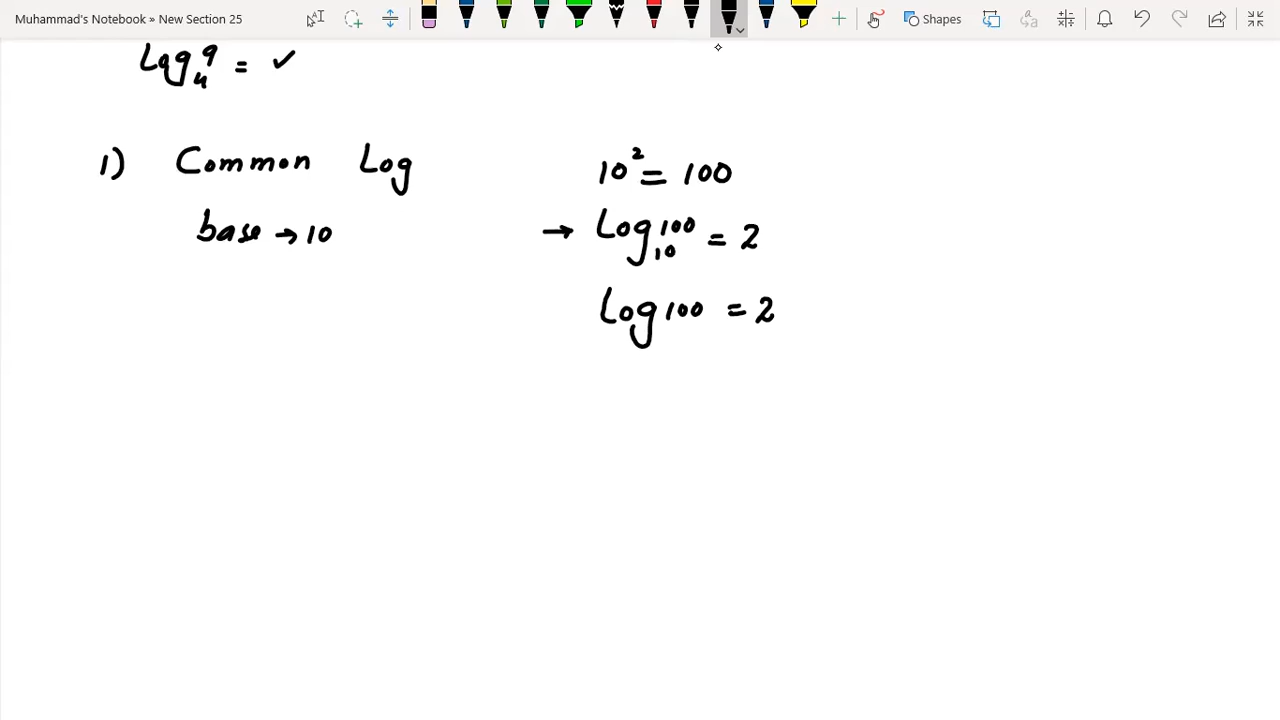 Muhammad's Notebook » New Section 25
Shapes
Log₄⁹ = ✓
1) Common Log
base → 10
10² = 100
→ Log₁₀¹⁰⁰ = 2
Log 100 = 2